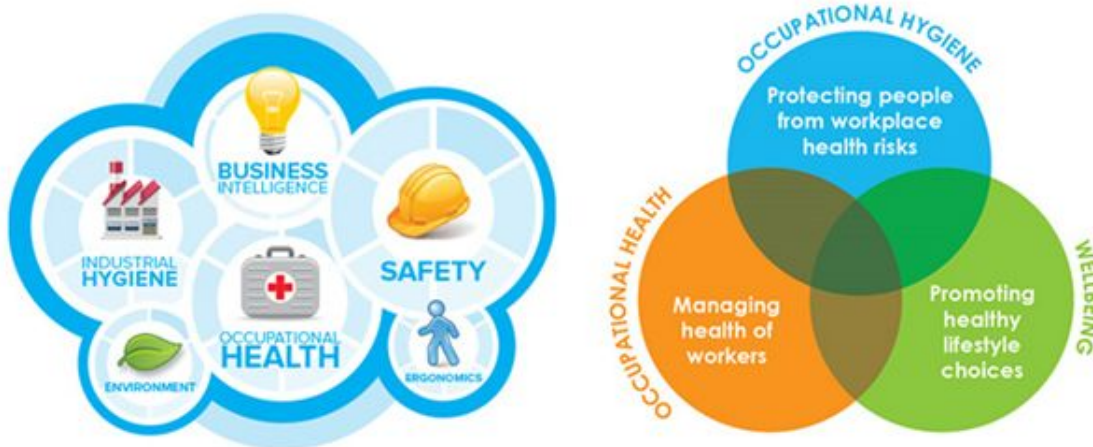 BUSINESS
INTELLIGENCE
INDUSTRIAL
HYGIENE
SAFETY
OCCUPATIONAL
HEALTH
ENVIRONMENT
ERGONOMICS
OCCUPATIONAL HYGIENE
Protecting people
from workplace
health risks
OCCUPATIONAL HEALTH
Managing
health of
workers
WELLBEING
Promoting
healthy
lifestyle
choices